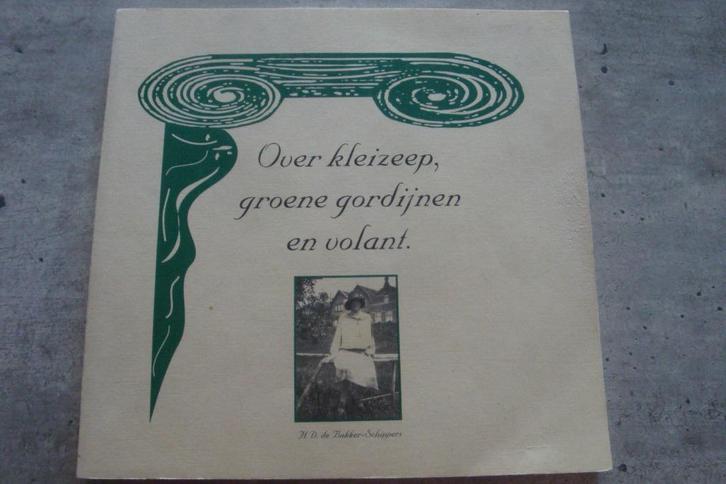 Over kleizeep,
groene gordijnen
en volant.
H. D. de Bakker-Schippers